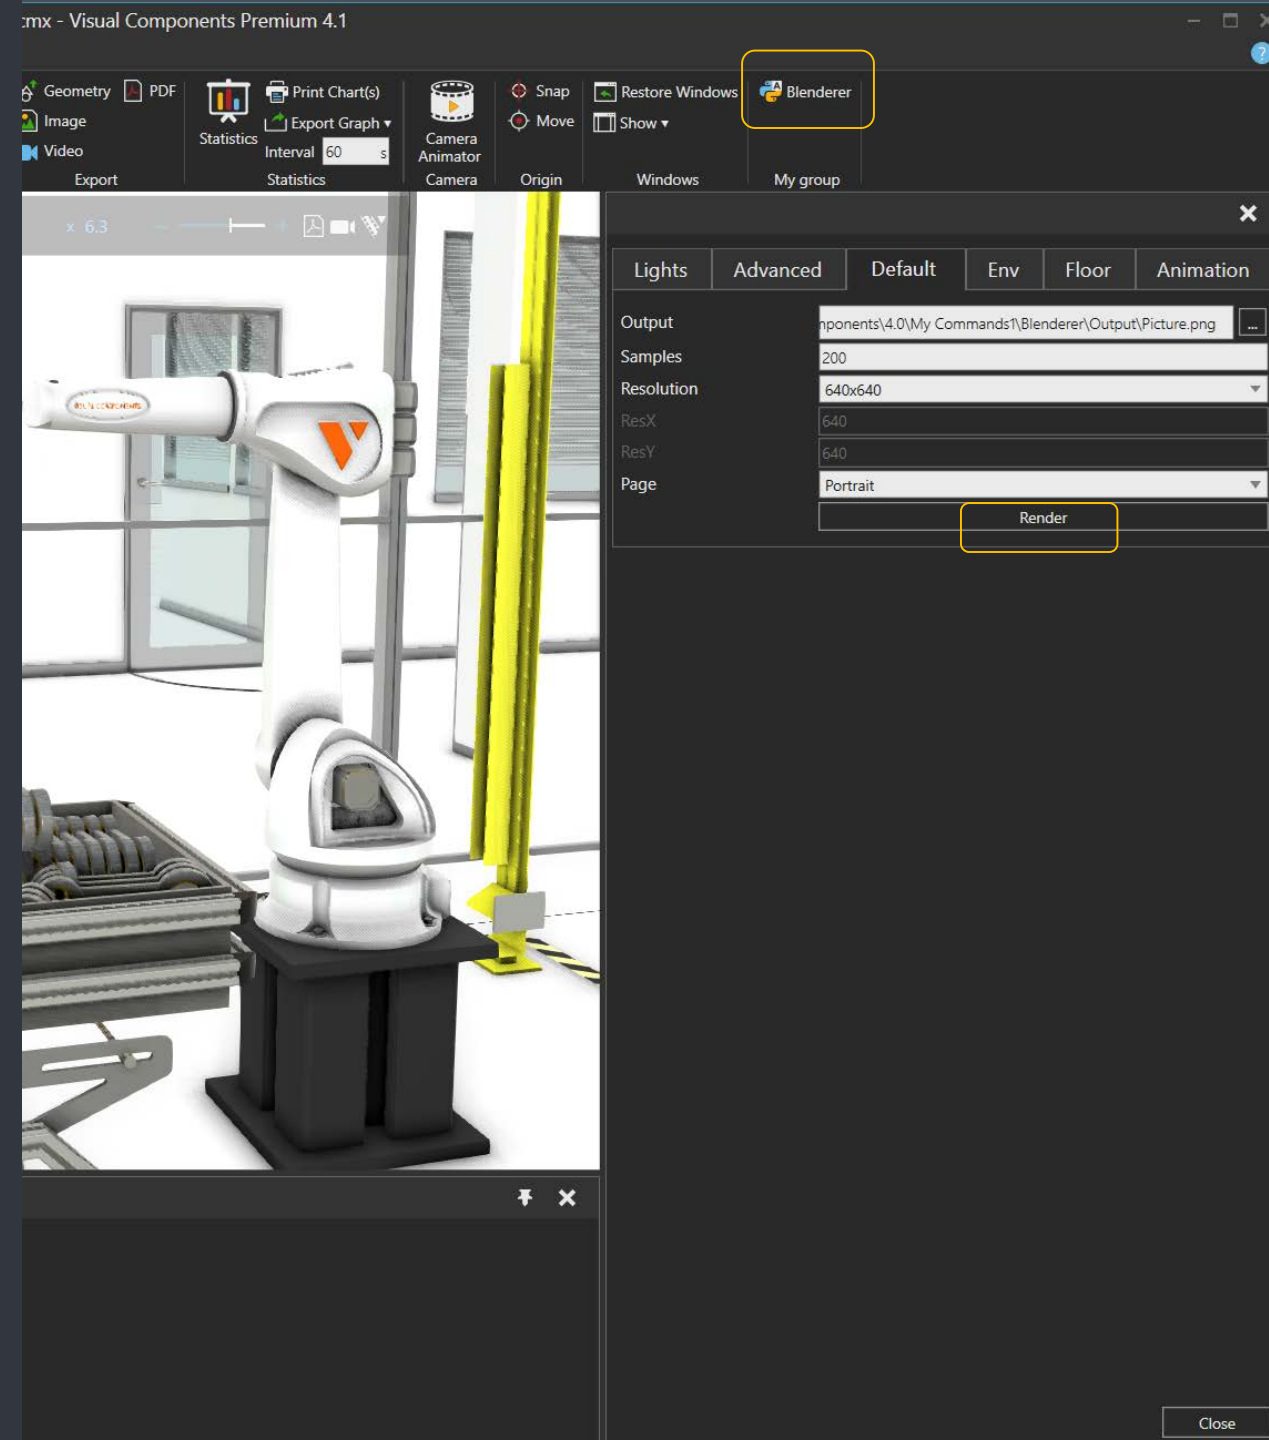 cmx - Visual Components Premium 4.1
Geometry PDF
Image
Video
Export
Statistics
Print Chart(s)
Export Graph
Interval 60 s
Statistics
Camera
Animator
Camera
Snap
Move
Origin
Restore Windows
Show
Windows
Blenderer
My group
x 6.3
Lights Advanced Default Env Floor Animation
Output nponents\4.0\My Commands1\Blenderer\Output\Picture.png ...
Samples 200
Resolution 640x640
ResX 640
ResY 640
Page Portrait
Render
VISUAL COMPONENTS
Close